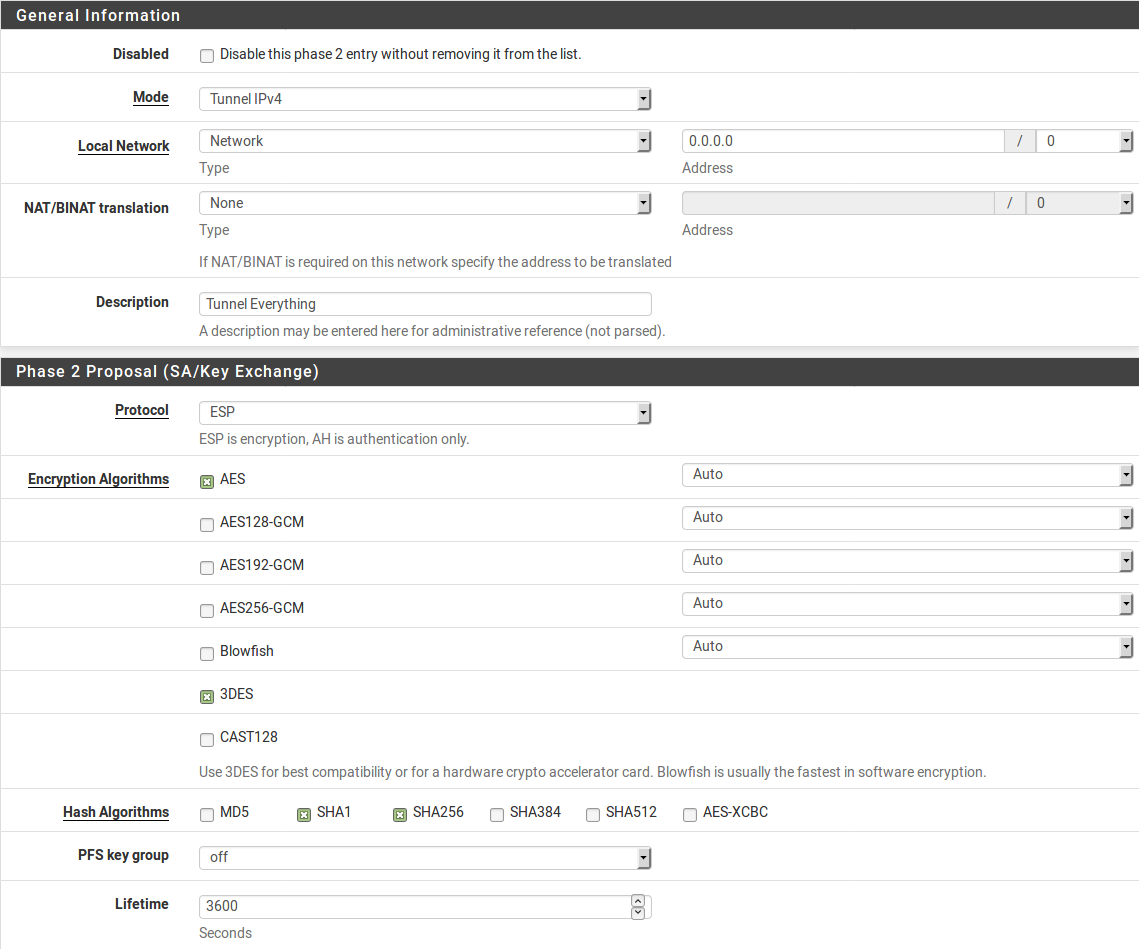 General Information
Disabled Disable this phase 2 entry without removing it from the list.
Mode Tunnel IPv4
Local Network Network 0.0.0.0 / 0
Type Address
NAT/BINAT translation None / 0
Type Address
If NAT/BINAT is required on this network specify the address to be translated
Description Tunnel Everything
A description may be entered here for administrative reference (not parsed).
Phase 2 Proposal (SA/Key Exchange)
Protocol ESP
ESP is encryption, AH is authentication only.
Encryption Algorithms AES Auto
AES128-GCM Auto
AES192-GCM Auto
AES256-GCM Auto
Blowfish Auto
3DES
CAST128
Use 3DES for best compatibility or for a hardware crypto accelerator card. Blowfish is usually the fastest in software encryption.
Hash Algorithms MD5 SHA1 SHA256 SHA384 SHA512 AES-XCBC
PFS key group off
Lifetime 3600
Seconds